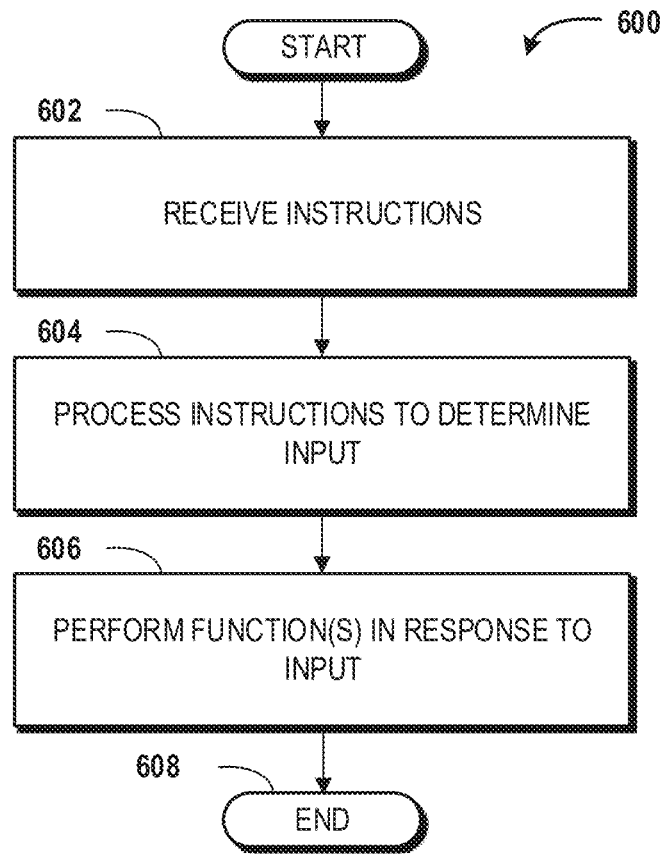 START
600
602
RECEIVE INSTRUCTIONS
604
PROCESS INSTRUCTIONS TO DETERMINE
INPUT
606
PERFORM FUNCTION(S) IN RESPONSE TO
INPUT
608
END